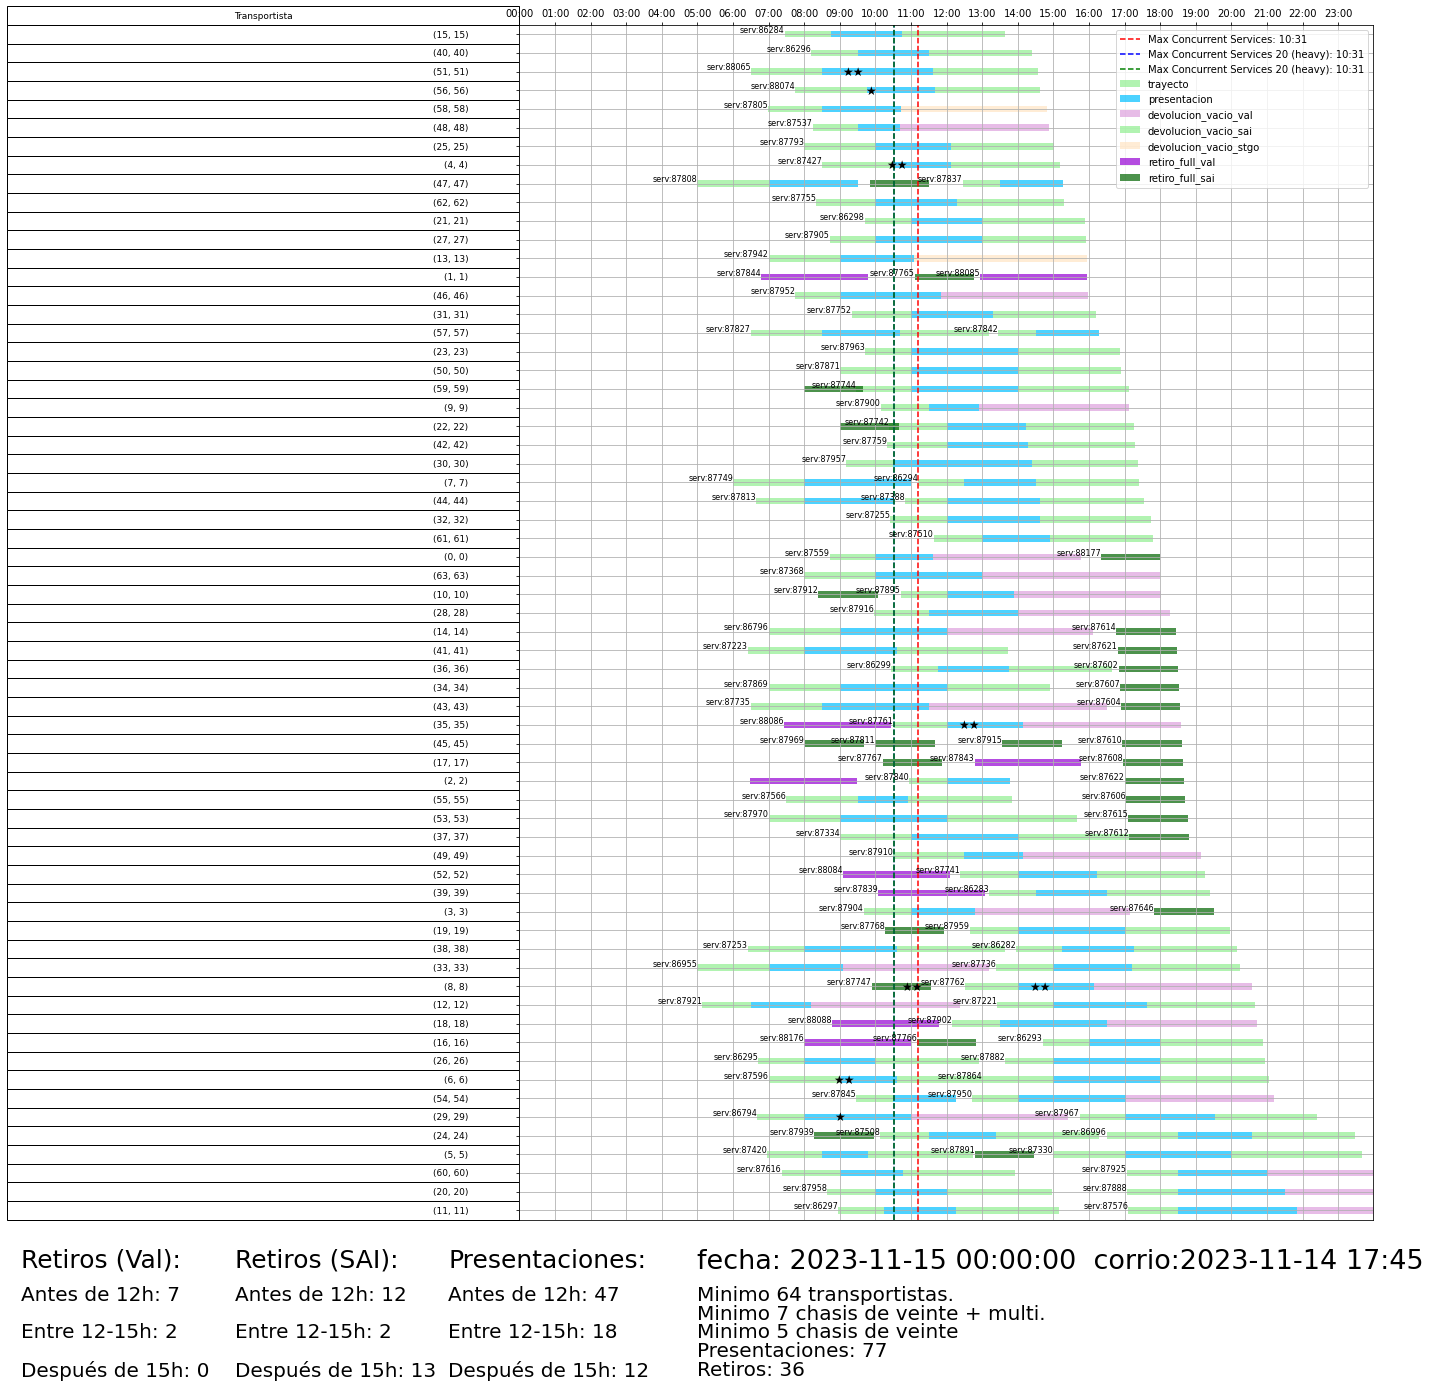 Transportista 00:00 01:00 02:00 03:00 04:00 05:00 06:00 07:00 08:00 09:00 10:00 11:00 12:00 13:00 14:00 15:00 16:00 17:00 18:00 19:00 20:00 21:00 22:00 23:00
Max Concurrent Services: 10:31
Max Concurrent Services 20 (heavy): 10:31
Max Concurrent Services 20 (heavy): 10:31
trayecto
presentacion
devolucion_vacio_val
devolucion_vacio_sai
devolucion_vacio_stgo
retiro_full_val
retiro_full_sai
(15, 15) serv:86284
(40, 40) serv:86296
(51, 51) serv:88065
(56, 56) serv:88074
(58, 58) serv:87805
(48, 48) serv:87537
(25, 25) serv:87793
(4, 4) serv:87427
(47, 47) serv:87808 serv:87837
(62, 62) serv:87755
(21, 21) serv:86298
(27, 27) serv:87905
(13, 13) serv:87942
(1, 1) serv:87844 serv:87765 serv:88085
(46, 46) serv:87952
(31, 31) serv:87752
(57, 57) serv:87827 serv:87842
(23, 23) serv:87963
(50, 50) serv:87871
(59, 59) serv:87744
(9, 9) serv:87900
(22, 22) serv:87742
(42, 42) serv:87759
(30, 30) serv:87957
(7, 7) serv:87749 serv:86294
(44, 44) serv:87813 serv:87388
(32, 32) serv:87255
(61, 61) serv:87510
(0, 0) serv:87559 serv:88177
(63, 63) serv:87368
(10, 10) serv:87912 serv:87895
(28, 28) serv:87916
(14, 14) serv:86796 serv:87614
(41, 41) serv:87223 serv:87621
(36, 36) serv:86299 serv:87602
(34, 34) serv:87869 serv:87607
(43, 43) serv:87735 serv:87604
(35, 35) serv:88086 serv:87761
(45, 45) serv:87969 serv:87811 serv:87915 serv:87610
(17, 17) serv:87767 serv:87843 serv:87608
(2, 2) serv:87840 serv:87622
(55, 55) serv:87566 serv:87606
(53, 53) serv:87970 serv:87615
(37, 37) serv:87334 serv:87612
(49, 49) serv:87910
(52, 52) serv:88084 serv:87741
(39, 39) serv:87839 serv:86283
(3, 3) serv:87904 serv:87646
(19, 19) serv:87768 serv:87959
(38, 38) serv:87253 serv:86282
(33, 33) serv:86955 serv:87736
(8, 8) serv:87747 serv:87762
(12, 12) serv:87921 serv:87221
(18, 18) serv:88088 serv:87902
(16, 16) serv:88176 serv:87766 serv:86293
(26, 26) serv:86295 serv:87882
(6, 6) serv:87596 serv:87864
(54, 54) serv:87845 serv:87950
(29, 29) serv:86794 serv:87967
(24, 24) serv:87939 serv:87508 serv:86996
(5, 5) serv:87420 serv:87891 serv:87330
(60, 60) serv:87616 serv:87925
(20, 20) serv:87958 serv:87888
(11, 11) serv:86297 serv:87576
Retiros (Val): Retiros (SAI): Presentaciones: fecha: 2023-11-15 00:00:00 corrio:2023-11-14 17:45
Antes de 12h: 7 Antes de 12h: 12 Antes de 12h: 47 Minimo 64 transportistas.
Minimo 7 chasis de veinte + multi.
Entre 12-15h: 2 Entre 12-15h: 2 Entre 12-15h: 18 Minimo 5 chasis de veinte
Presentaciones: 77
Después de 15h: 0 Después de 15h: 13 Después de 15h: 12 Retiros: 36